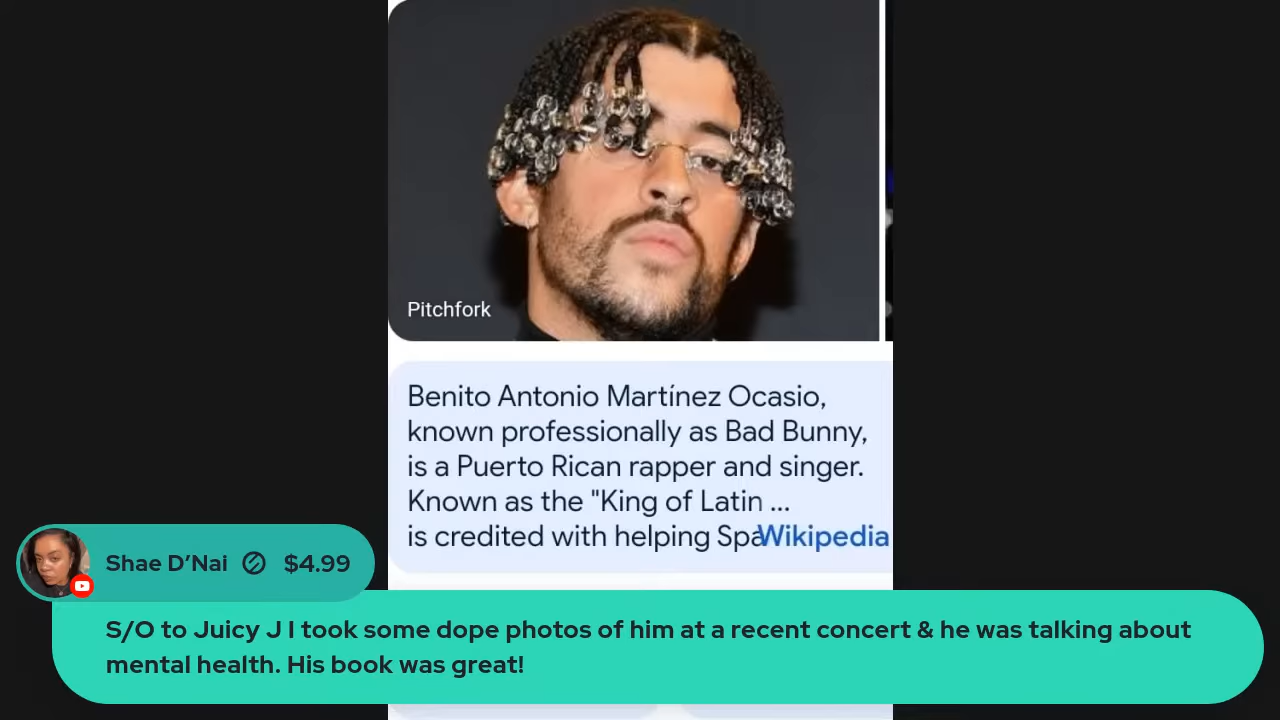 Pitchfork
Benito Antonio Martínez Ocasio,
known professionally as Bad Bunny,
is a Puerto Rican rapper and singer.
Known as the "King of Latin ...
is credited with helping Spa Wikipedia
Shae D’Nai $4.99
S/O to Juicy J I took some dope photos of him at a recent concert & he was talking about
mental health. His book was great!